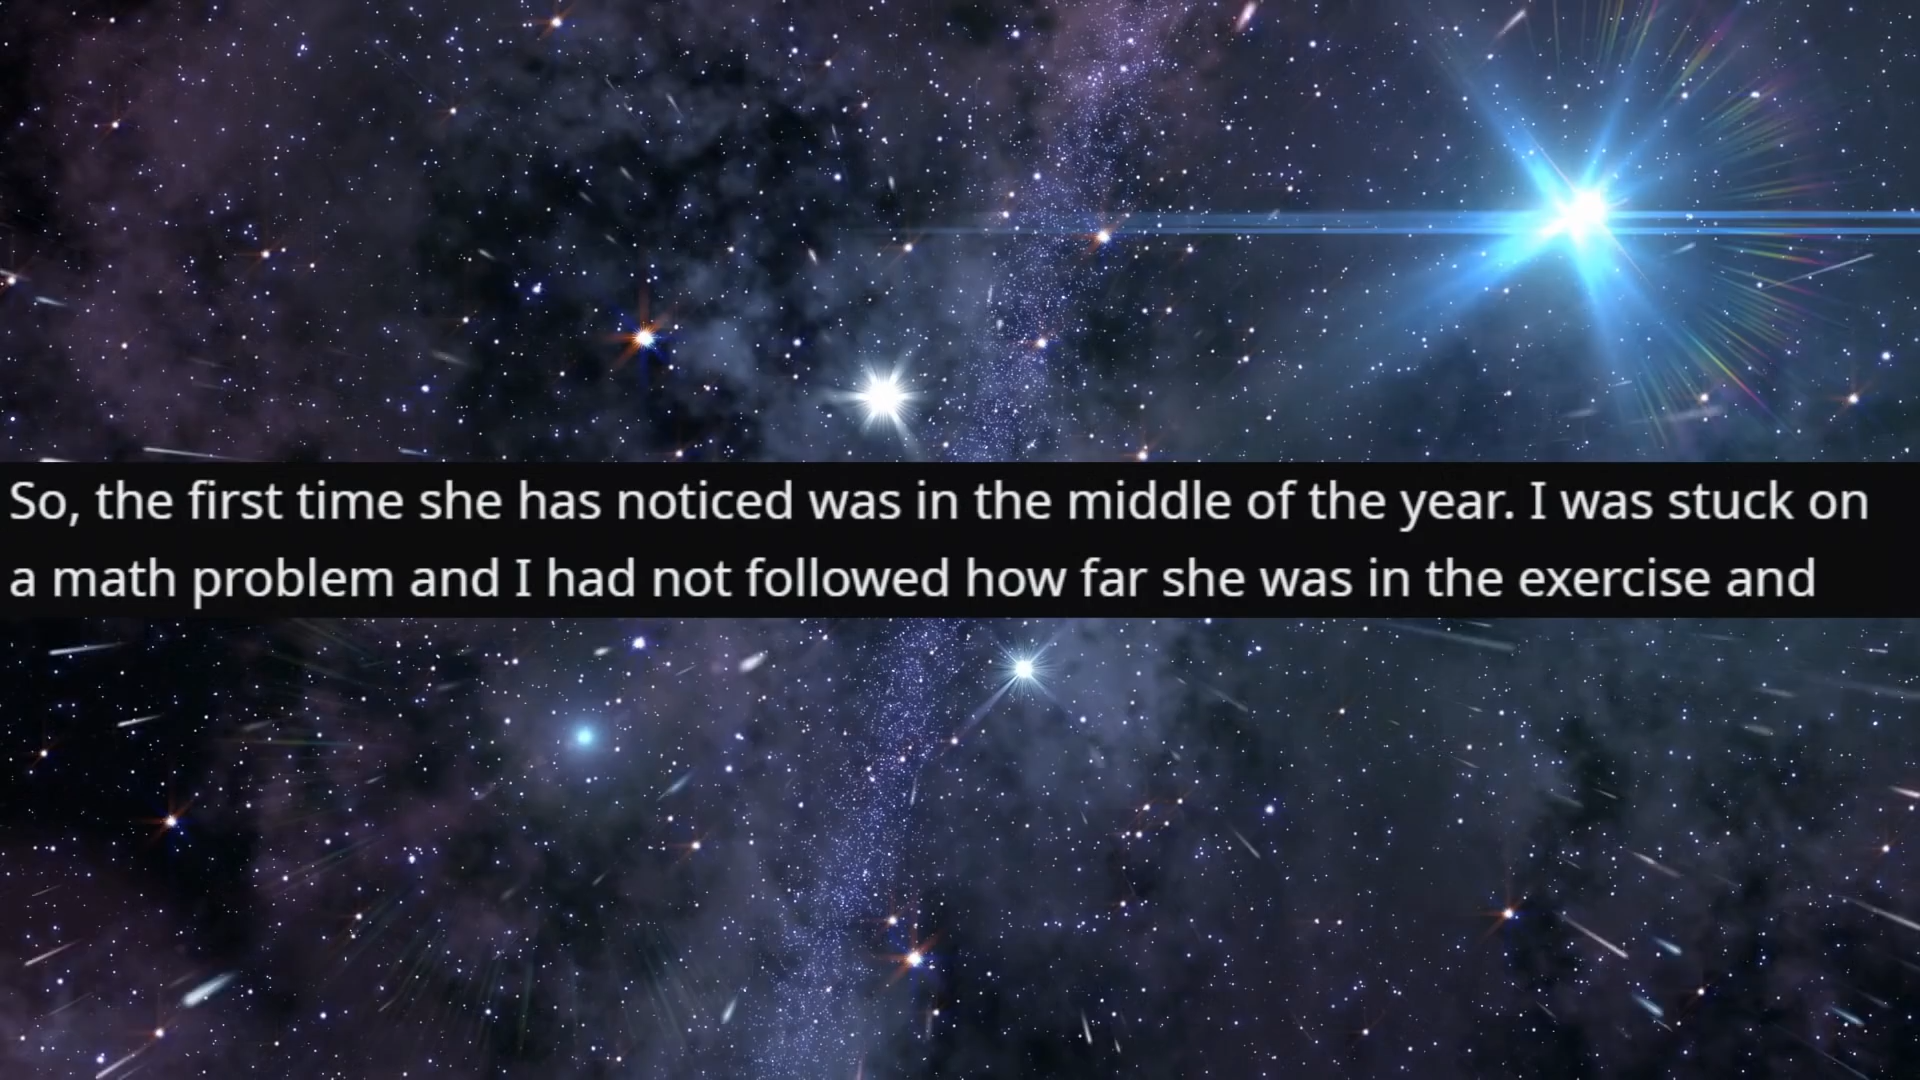 So, the first time she has noticed was in the middle of the year. I was stuck on
a math problem and I had not followed how far she was in the exercise and